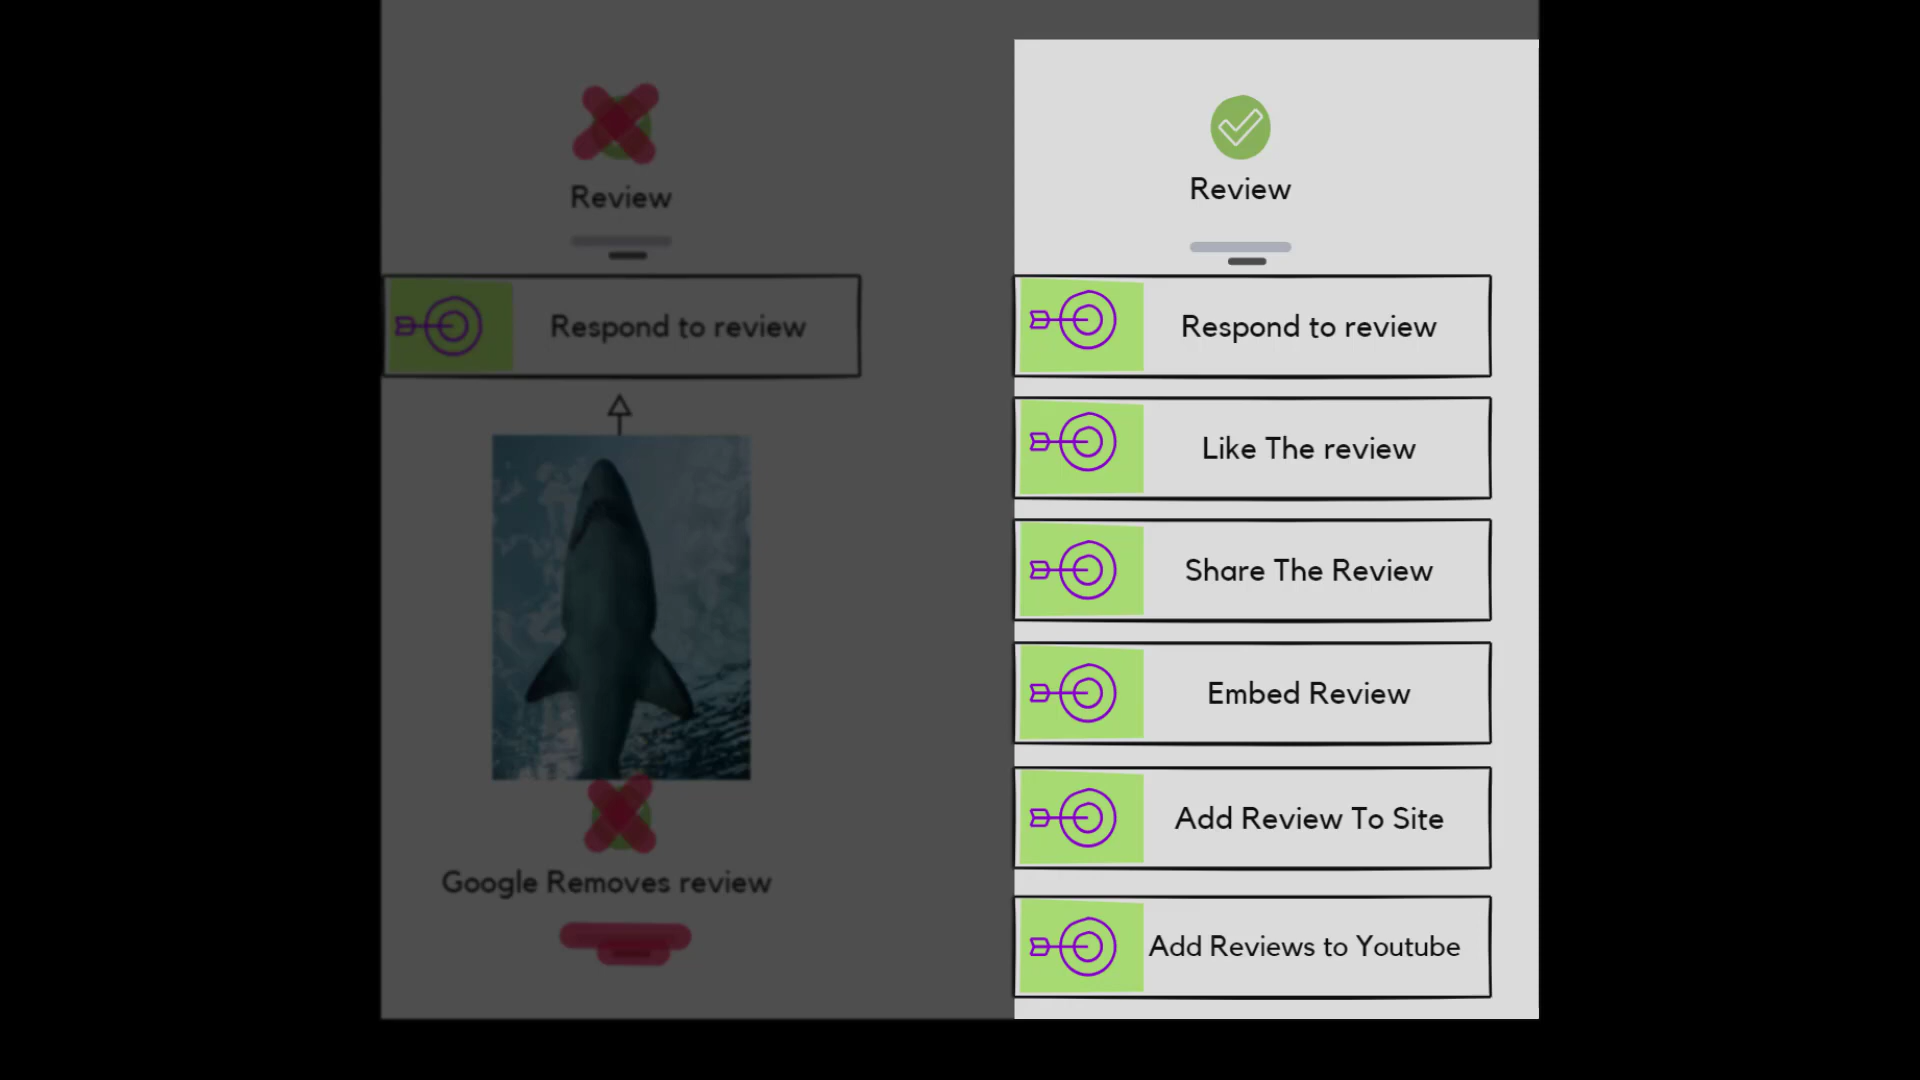 Review
Respond to review
Google Removes review
Review
Respond to review
Like The review
Share The Review
Embed Review
Add Review To Site
Add Reviews to Youtube